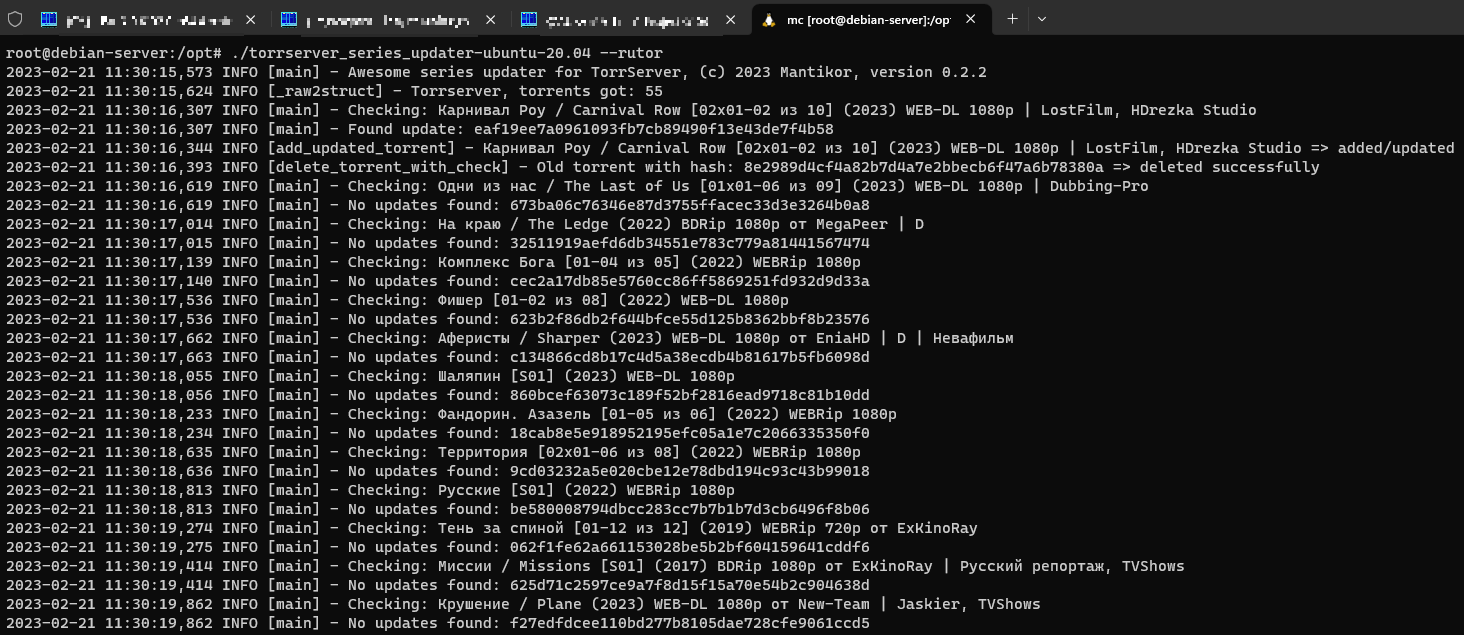 mc [root@debian-server]:/op
root@debian-server:/opt# ./torrserver_series_updater-ubuntu-20.04 --rutor
2023-02-21 11:30:15,573 INFO [main] - Awesome series updater for TorrServer, (c) 2023 Mantikor, version 0.2.2
2023-02-21 11:30:15,624 INFO [_raw2struct] - Torrserver, torrents got: 55
2023-02-21 11:30:16,307 INFO [main] - Checking: Карнивал Роу / Carnival Row [02x01-02 из 10] (2023) WEB-DL 1080p | LostFilm, HDrezka Studio
2023-02-21 11:30:16,307 INFO [main] - Found update: eaf19ee7a0961093fb7cb89490f13e43de7f4b58
2023-02-21 11:30:16,344 INFO [add_updated_torrent] - Карнивал Роу / Carnival Row [02x01-02 из 10] (2023) WEB-DL 1080p | LostFilm, HDrezka Studio => added/updated
2023-02-21 11:30:16,393 INFO [delete_torrent_with_check] - Old torrent with hash: 8e2989d4cf4a82b7d4a7e2bbecb6f47a6b78380a => deleted successfully
2023-02-21 11:30:16,619 INFO [main] - Checking: Одни из нас / The Last of Us [01x01-06 из 09] (2023) WEB-DL 1080p | Dubbing-Pro
2023-02-21 11:30:16,619 INFO [main] - No updates found: 673ba06c76346e87d3755ffacec33d3e3264b0a8
2023-02-21 11:30:17,014 INFO [main] - Checking: На краю / The Ledge (2022) BDRip 1080p от MegaPeer | D
2023-02-21 11:30:17,015 INFO [main] - No updates found: 32511919aefd6db34551e783c779a81441567474
2023-02-21 11:30:17,139 INFO [main] - Checking: Комплекс Бога [01-04 из 05] (2022) WEBRip 1080p
2023-02-21 11:30:17,140 INFO [main] - No updates found: cec2a17db85e5760cc86ff5869251fd932d9d33a
2023-02-21 11:30:17,536 INFO [main] - Checking: Фишер [01-02 из 08] (2022) WEB-DL 1080p
2023-02-21 11:30:17,536 INFO [main] - No updates found: 623b2f86db2f644bfce55d125b8362bbf8b23576
2023-02-21 11:30:17,662 INFO [main] - Checking: Аферисты / Sharper (2023) WEB-DL 1080p от EniaHD | D | Невафильм
2023-02-21 11:30:17,663 INFO [main] - No updates found: c134866cd8b17c4d5a38ecdb4b81617b5fb6098d
2023-02-21 11:30:18,055 INFO [main] - Checking: Шаляпин [S01] (2023) WEB-DL 1080p
2023-02-21 11:30:18,056 INFO [main] - No updates found: 860bcef63073c189f52bf2816ead9718c81b10dd
2023-02-21 11:30:18,233 INFO [main] - Checking: Фандорин. Азазель [01-05 из 06] (2022) WEBRip 1080p
2023-02-21 11:30:18,234 INFO [main] - No updates found: 18cab8e5e918952195efc05a1e7c2066335350f0
2023-02-21 11:30:18,635 INFO [main] - Checking: Территория [02x01-06 из 08] (2022) WEBRip 1080p
2023-02-21 11:30:18,636 INFO [main] - No updates found: 9cd03232a5e020cbe12e78dbd194c93c43b99018
2023-02-21 11:30:18,813 INFO [main] - Checking: Русские [S01] (2022) WEBRip 1080p
2023-02-21 11:30:18,813 INFO [main] - No updates found: be580008794dbcc283cc7b7b1b7d3cb6496f8b06
2023-02-21 11:30:19,274 INFO [main] - Checking: Тень за спиной [01-12 из 12] (2019) WEBRip 720p от ExKinoRay
2023-02-21 11:30:19,275 INFO [main] - No updates found: 062f1fe62a661153028be5b2bf604159641cddf6
2023-02-21 11:30:19,414 INFO [main] - Checking: Миссии / Missions [S01] (2017) BDRip 1080p от ExKinoRay | Русский репортаж, TVShows
2023-02-21 11:30:19,414 INFO [main] - No updates found: 625d71c2597ce9a7f8d15f15a70e54b2c904638d
2023-02-21 11:30:19,862 INFO [main] - Checking: Крушение / Plane (2023) WEB-DL 1080p от New-Team | Jaskier, TVShows
2023-02-21 11:30:19,862 INFO [main] - No updates found: f27edfdcee110bd277b8105dae728cfe9061ccd5